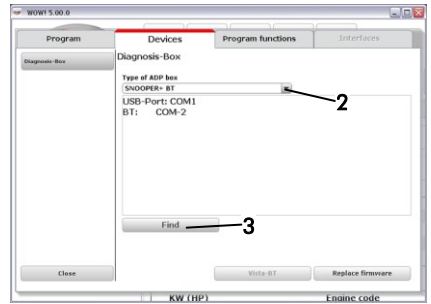 WOW! 5.00.0
Program Devices Program functions Interfaces
Diagnosis-Box
Diagnosis-Box
Type of ADP box
SNOOPER+ BT
2
USB-Port: COM1
BT: COM-2
Find
3
Close Vista-BT Replace firmware
KW (HP) Engine code